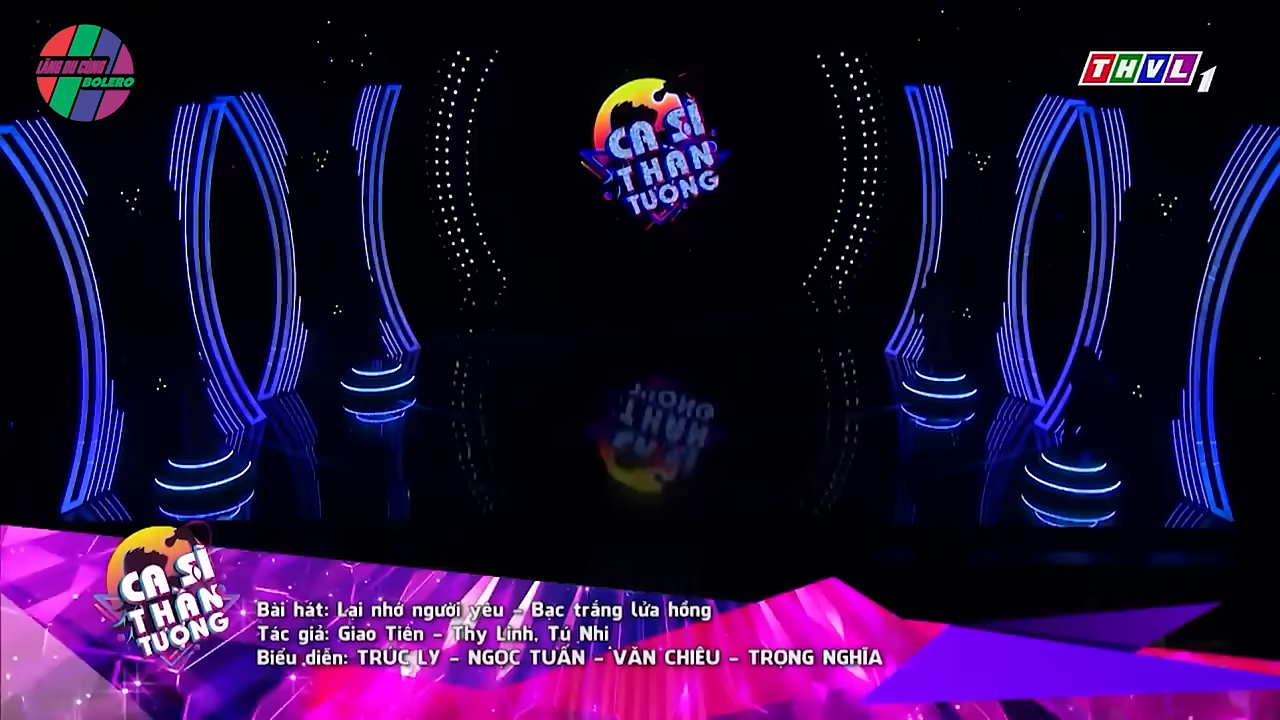 LÃNG DU CÙNG
BOLERO
THVL1
CA SĨ
THẦN
TƯỢNG
CA SĨ
THẦN
TƯỢNG
Bài hát: Lại nhớ người yêu – Bạc trắng lửa hồng
Tác giả: Giao Tiên – Thy Linh, Tú Nhi
Biểu diễn: TRÚC LY – NGỌC TUẤN – VĂN CHIÊU – TRỌNG NGHĨA